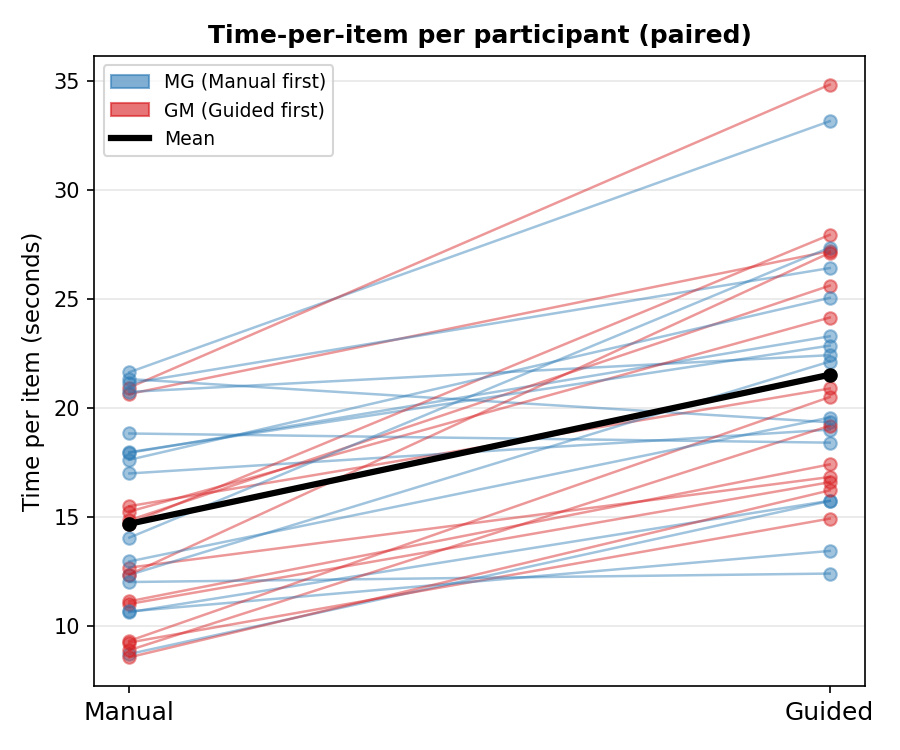 Time-per-item per participant (paired)
MG (Manual first)
GM (Guided first)
Mean
Time per item (seconds)
35
30
25
20
15
10
Manual
Guided